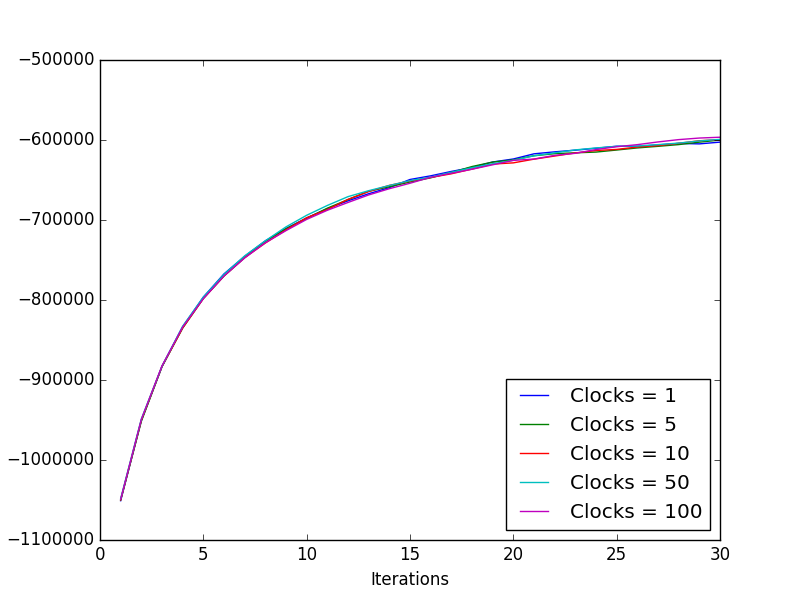 −500000
−600000
−700000
−800000
−900000
−1000000
−1100000
0 5 10 15 20 25 30
Iterations
Clocks = 1
Clocks = 5
Clocks = 10
Clocks = 50
Clocks = 100